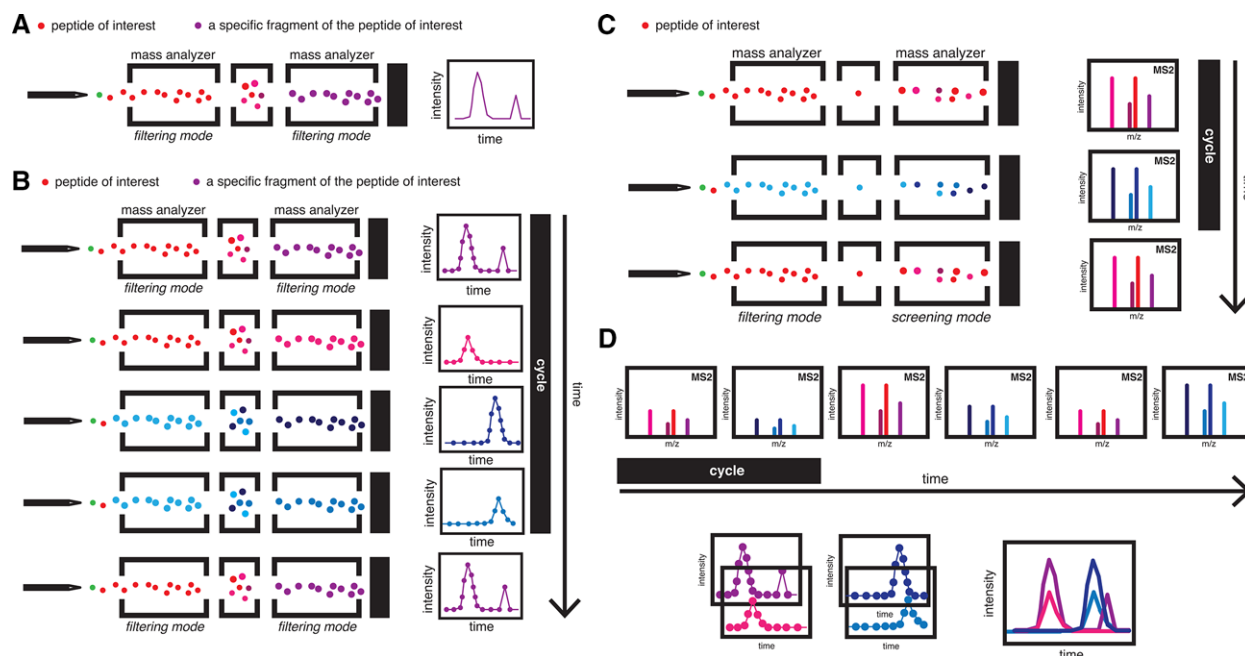 A
peptide of interest
a specific fragment of the peptide of interest
mass analyzer
mass analyzer
filtering mode
filtering mode
intensity
time
B
peptide of interest
a specific fragment of the peptide of interest
mass analyzer
mass analyzer
filtering mode
filtering mode
intensity
time
intensity
time
intensity
time
intensity
time
filtering mode
filtering mode
intensity
time
cycle
time
C
peptide of interest
mass analyzer
mass analyzer
MS2
intensity
m/z
MS2
intensity
m/z
MS2
intensity
m/z
filtering mode
screening mode
cycle
D
MS2
intensity
m/z
MS2
intensity
MS2
intensity
m/z
MS2
intensity
MS2
intensity
m/z
MS2
intensity
m/z
cycle
time
intensity
time
time
intensity
time
time
intensity
time